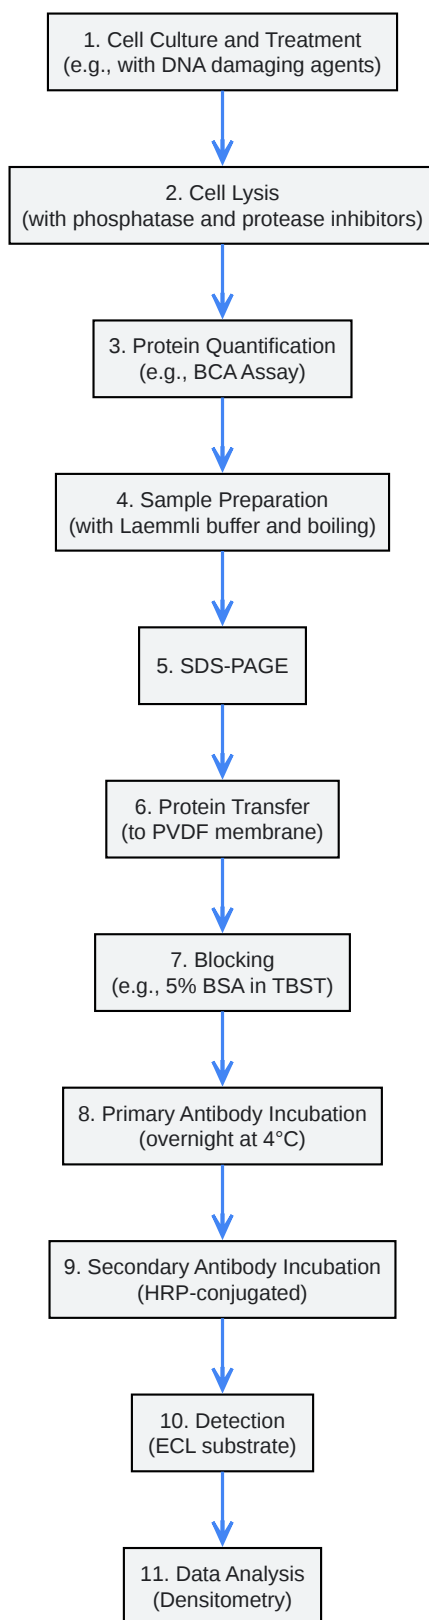 1. Cell Culture and Treatment
(e.g., with DNA damaging agents)
2. Cell Lysis
(with phosphatase and protease inhibitors)
3. Protein Quantification
(e.g., BCA Assay)
4. Sample Preparation
(with Laemmli buffer and boiling)
5. SDS-PAGE
6. Protein Transfer
(to PVDF membrane)
7. Blocking
(e.g., 5% BSA in TBST)
8. Primary Antibody Incubation
(overnight at 4°C)
9. Secondary Antibody Incubation
(HRP-conjugated)
10. Detection
(ECL substrate)
11. Data Analysis
(Densitometry)